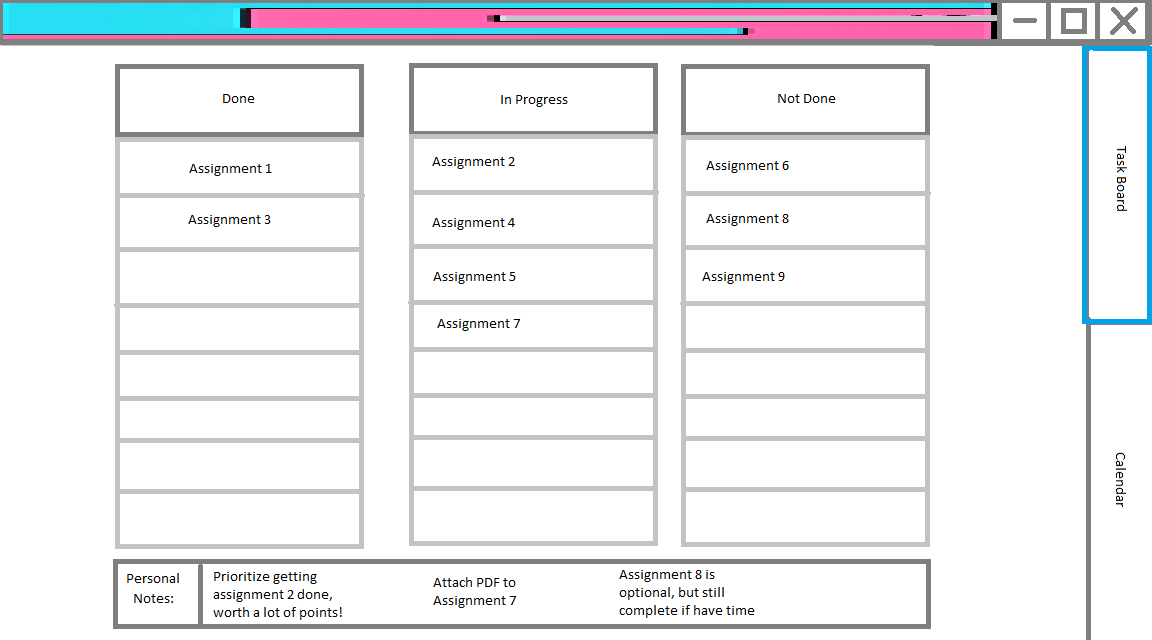 Done
In Progress
Not Done
Assignment 1
Assignment 3
Assignment 2
Assignment 4
Assignment 5
Assignment 7
Assignment 6
Assignment 8
Assignment 9
Personal
Notes:
Prioritize getting
assignment 2 done,
worth a lot of points!
Attach PDF to
Assignment 7
Assignment 8 is
optional, but still
complete if have time
Task Board
Calendar